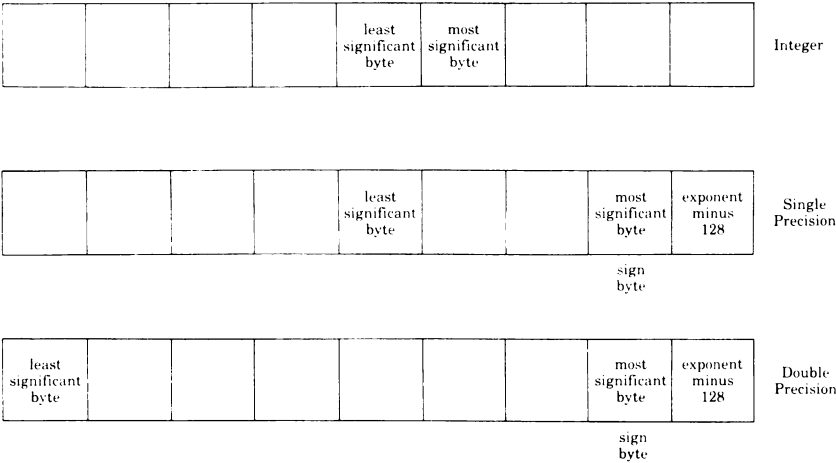 least
significant
byte
most
significant
byte
Integer
least
significant
byte
most
significant
byte
exponent
minus
128
Single
Precision
sign
byte
least
significant
byte
most
significant
byte
exponent
minus
128
Double
Precision
sign
byte